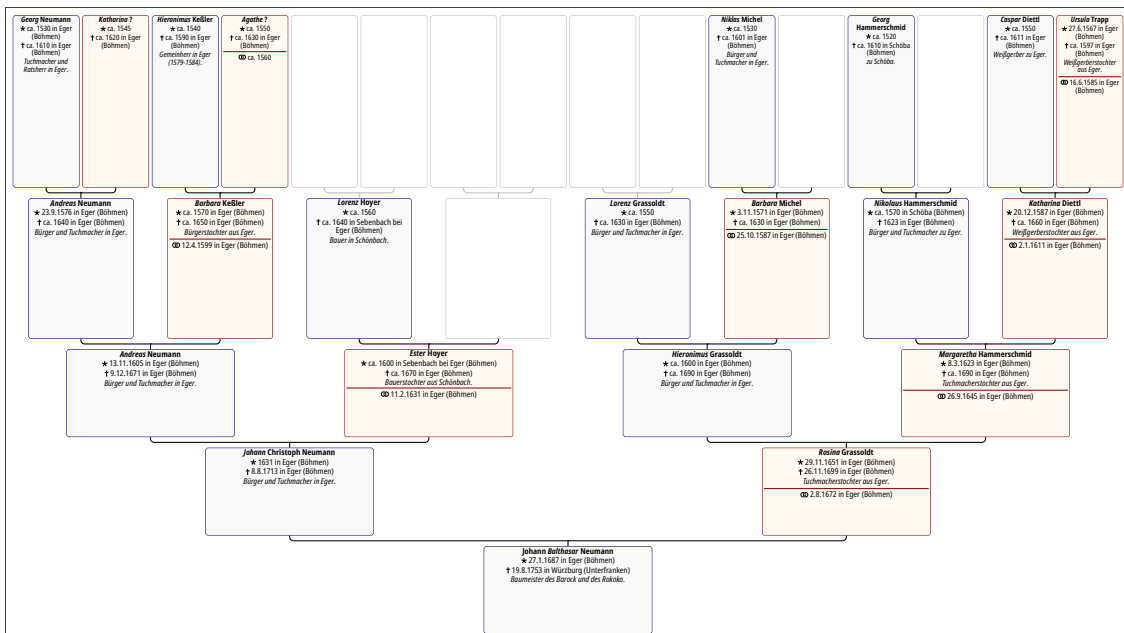 Georg Neumann
★ ca. 1530 in Eger
(Böhmen)
† ca. 1610 in Eger
(Böhmen)
Tuchmacher und
Ratsherr in Eger.
Katharina ?
★ ca. 1545
† ca. 1620 in Eger
(Böhmen)
Hieronimus Keßler
★ ca. 1540
† ca. 1590 in Eger
(Böhmen)
Gemeinherr in Eger
(1579-1584).
Agathe ?
★ ca. 1550
† ca. 1630 in Eger
(Böhmen)
⚭ ca. 1560
Niklas Michel
★ ca. 1530
† ca. 1601 in Eger
(Böhmen)
Bürger und
Tuchmacher in Eger.
Georg
Hammerschmid
★ ca. 1520
† ca. 1610 in Schöba
(Böhmen)
zu Schöba.
Caspar Diettl
★ ca. 1550
† ca. 1611 in Eger
(Böhmen)
Weißgerber zu Eger.
Ursula Trapp
★ 27.6.1567 in Eger
(Böhmen)
† ca. 1597 in Eger
(Böhmen)
Weißgerberstochter
aus Eger.
⚭ 16.6.1585 in Eger
(Böhmen)
Andreas Neumann
★ 23.9.1576 in Eger (Böhmen)
† ca. 1640 in Eger (Böhmen)
Bürger und Tuchmacher in Eger.
Barbara Keßler
★ ca. 1570 in Eger (Böhmen)
† ca. 1650 in Eger (Böhmen)
Bürgerstochter aus Eger.
⚭ 12.4.1599 in Eger (Böhmen)
Lorenz Hoyer
★ ca. 1560
† ca. 1640 in Sebenbach bei
Eger (Böhmen)
Bauer in Schönbach.
Lorenz Grassoldt
★ ca. 1550
† ca. 1630 in Eger (Böhmen)
Bürger und Tuchmacher in Eger.
Barbara Michel
★ 3.11.1571 in Eger (Böhmen)
† ca. 1630 in Eger (Böhmen)
⚭ 25.10.1587 in Eger (Böhmen)
Nikolaus Hammerschmid
★ ca. 1570 in Schöba (Böhmen)
† 1623 in Eger (Böhmen)
Bürger und Tuchmacher zu Eger.
Katharina Diettl
★ 20.12.1587 in Eger (Böhmen)
† ca. 1660 in Eger (Böhmen)
Weißgerberstochter aus Eger.
⚭ 2.1.1611 in Eger (Böhmen)
Andreas Neumann
★ 13.11.1605 in Eger (Böhmen)
† 9.12.1671 in Eger (Böhmen)
Bürger und Tuchmacher in Eger.
Ester Hoyer
★ ca. 1600 in Sebenbach bei Eger (Böhmen)
† ca. 1670 in Eger (Böhmen)
Bauerstochter aus Schönbach.
⚭ 11.2.1631 in Eger (Böhmen)
Hieronimus Grassoldt
★ ca. 1600 in Eger (Böhmen)
† ca. 1690 in Eger (Böhmen)
Bürger und Tuchmacher in Eger.
Margaretha Hammerschmid
★ 8.3.1623 in Eger (Böhmen)
† ca. 1690 in Eger (Böhmen)
Tuchmacherstochter aus Eger.
⚭ 26.9.1645 in Eger (Böhmen)
Johann Christoph Neumann
★ 1631 in Eger (Böhmen)
† 8.8.1713 in Eger (Böhmen)
Bürger und Tuchmacher in Eger.
Rosina Grassoldt
★ 29.11.1651 in Eger (Böhmen)
† 26.11.1699 in Eger (Böhmen)
Tuchmacherstochter aus Eger.
⚭ 2.8.1672 in Eger (Böhmen)
Johann Balthasar Neumann
★ 27.1.1687 in Eger (Böhmen)
† 19.8.1753 in Würzburg (Unterfranken)
Baumeister des Barock und des Rokoko.